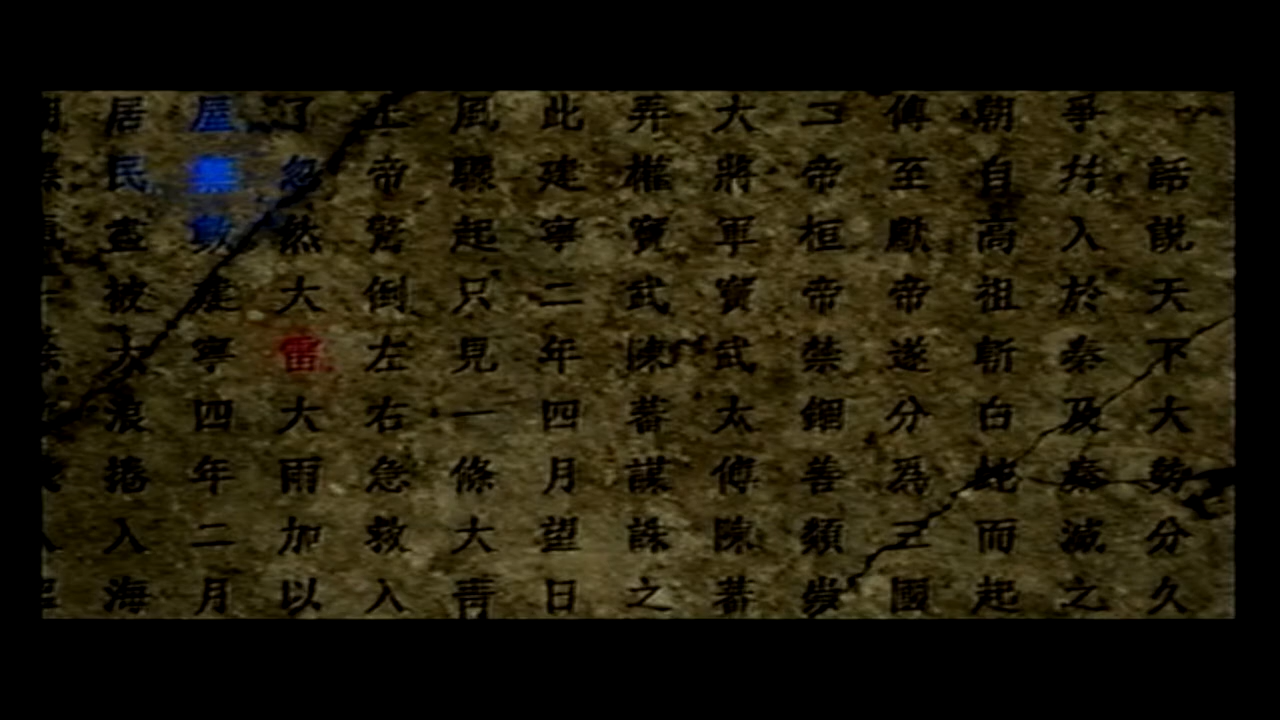 話說天下大勢分久
爭并入於秦及秦滅之
朝自高祖斬白蛇而起
傳至獻帝遂分爲三國
二帝桓帝禁錮善類崇
大將軍竇武太傅陳蕃
弄權竇武陳蕃謀誅之
此建寧二年四月望日
風驟起只見一條大青
上帝驚倒左右急救入
了忽然大雷大雨加以
屋無數建寧四年二月
居民盡被大浪捲入海